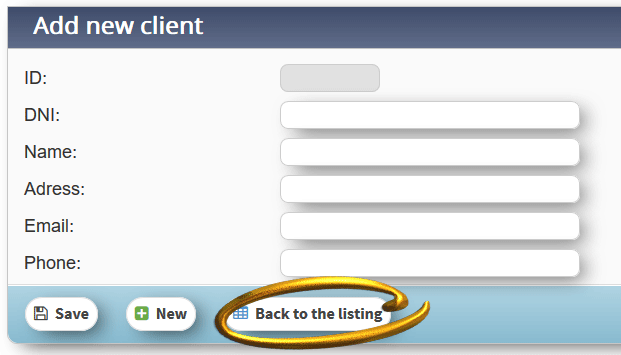 Add new client
ID:
DNI:
Name:
Adress:
Email:
Phone:
Save New Back to the listing